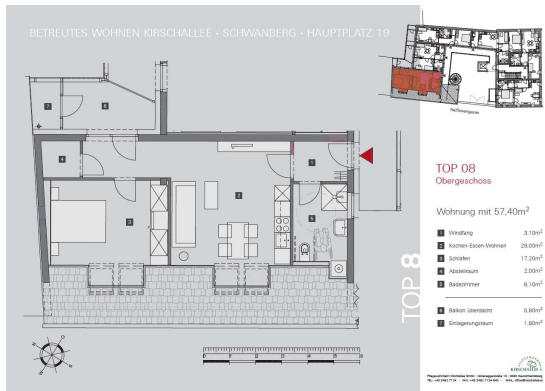 BETREUTES WOHNEN KIRSCHALLEE • SCHWANBERG • HAUPTPLATZ 19
TOP 08
Obergeschoss
Wohnung mit 57,40m²
1 Windfang 3,10m²
2 Kochen-Essen-Wohnen 29,00m²
3 Schlafen 17,20m²
4 Abstellraum 2,00m²
5 Badezimmer 6,10m²
6 Balkon überdacht 5,80m²
7 Einlagerungsraum 1,80m²
TOP 8
7
6
4
1
2
3
5
KIRSCHALLEE